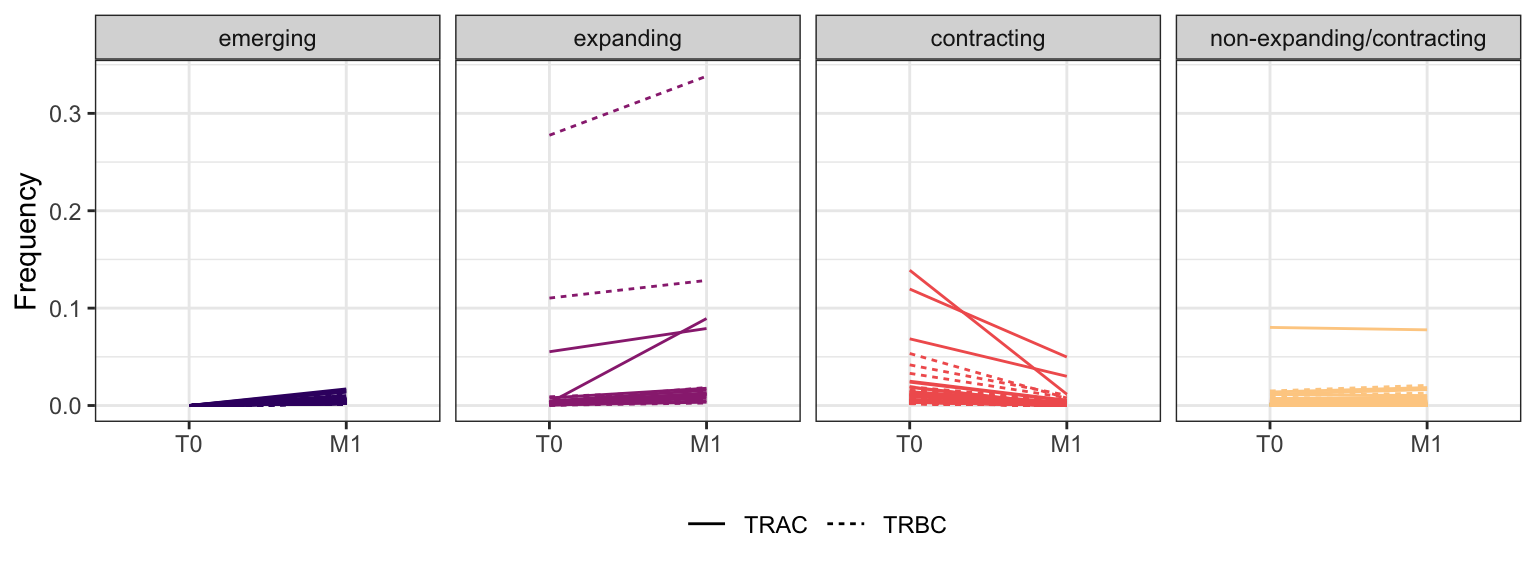 emerging expanding contracting non-expanding/contracting
Frequency
0.3
0.2
0.1
0.0
T0 M1 T0 M1 T0 M1 T0 M1
TRAC TRBC